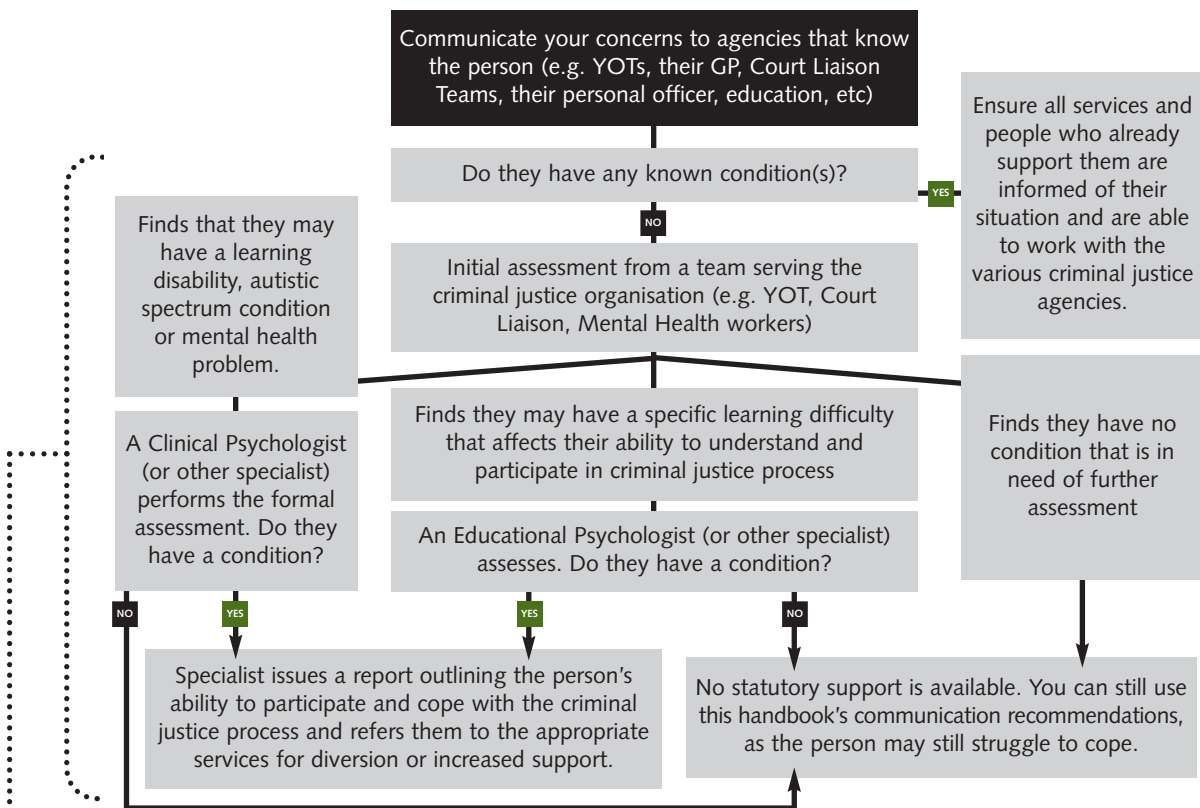 Communicate your concerns to agencies that know
the person (e.g. YOTs, their GP, Court Liaison
Teams, their personal officer, education, etc)
Do they have any known condition(s)?
YES
Ensure all services and
people who already
support them are
informed of their
situation and are able
to work with the
various criminal justice
agencies.
NO
Initial assessment from a team serving the
criminal justice organisation (e.g. YOT, Court
Liaison, Mental Health workers)
Finds that they may
have a learning
disability, autistic
spectrum condition
or mental health
problem.
A Clinical Psychologist
(or other specialist)
performs the formal
assessment. Do they
have a condition?
Finds they may have a specific learning difficulty
that affects their ability to understand and
participate in criminal justice process
An Educational Psychologist (or other specialist)
assesses. Do they have a condition?
Finds they have no
condition that is in
need of further
assessment
NO
YES
YES
NO
Specialist issues a report outlining the person's
ability to participate and cope with the criminal
justice process and refers them to the appropriate
services for diversion or increased support.
No statutory support is available. You can still use
this handbook's communication recommendations,
as the person may still struggle to cope.